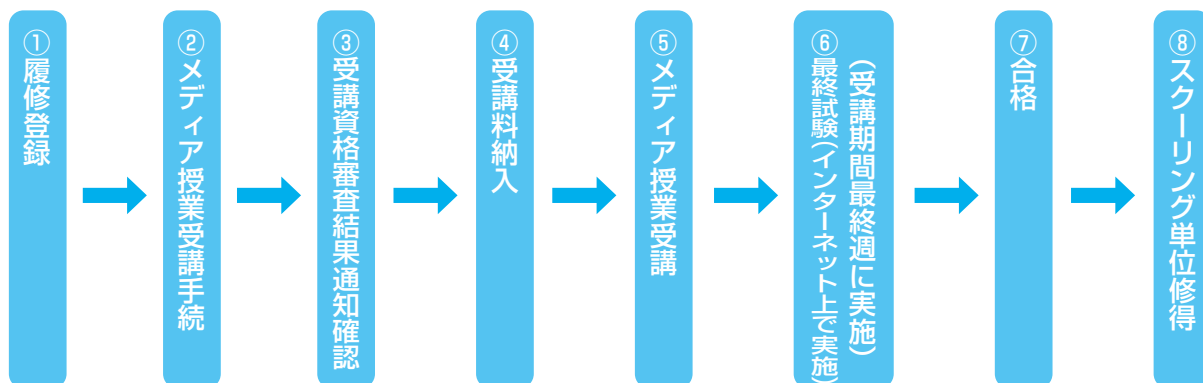 ①履修登録
②メディア授業受講手続
③受講資格審査結果通知確認
④受講料納入
⑤メディア授業受講
⑥最終試験（インターネット上で実施）
（受講期間最終週に実施）
⑦合格
⑧スクーリング単位修得